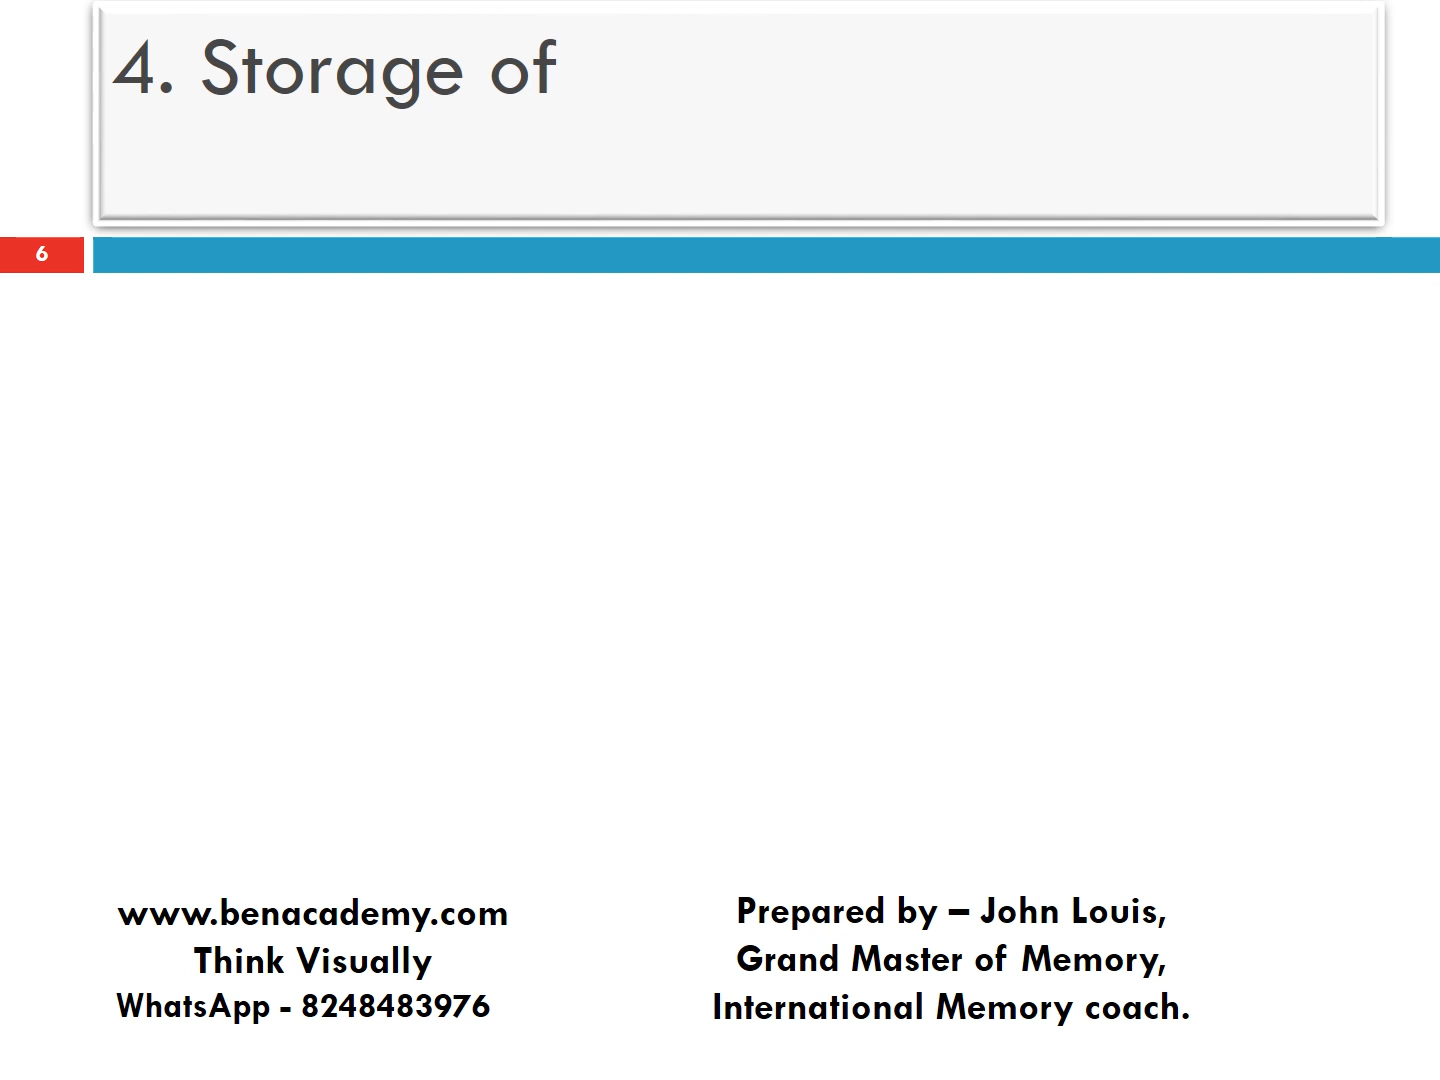 4. Storage of
6
www.benacademy.com
Think Visually
WhatsApp - 8248483976
Prepared by – John Louis,
Grand Master of Memory,
International Memory coach.